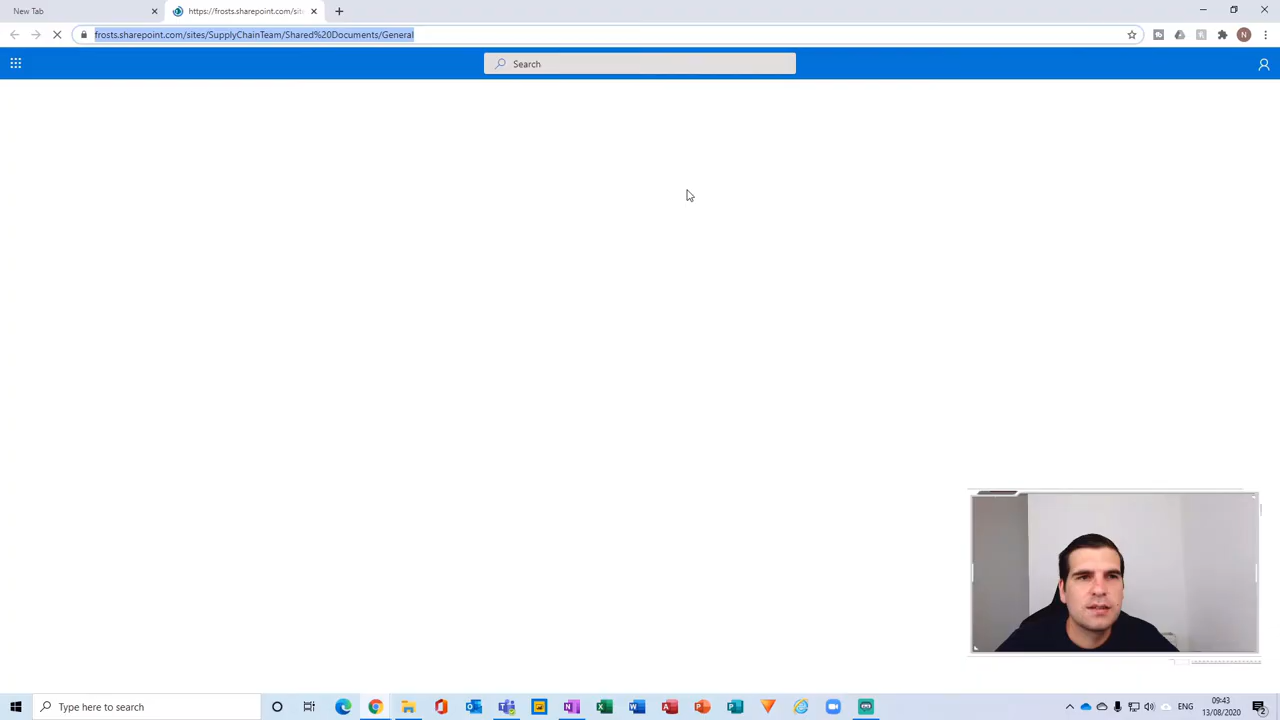 New Tab
https://frosts.sharepoint.com/sit
frosts.sharepoint.com/sites/SupplyChainTeam/Shared%20Documents/General
N
Search
Type here to search
ENG
09:43
13/08/2020
2